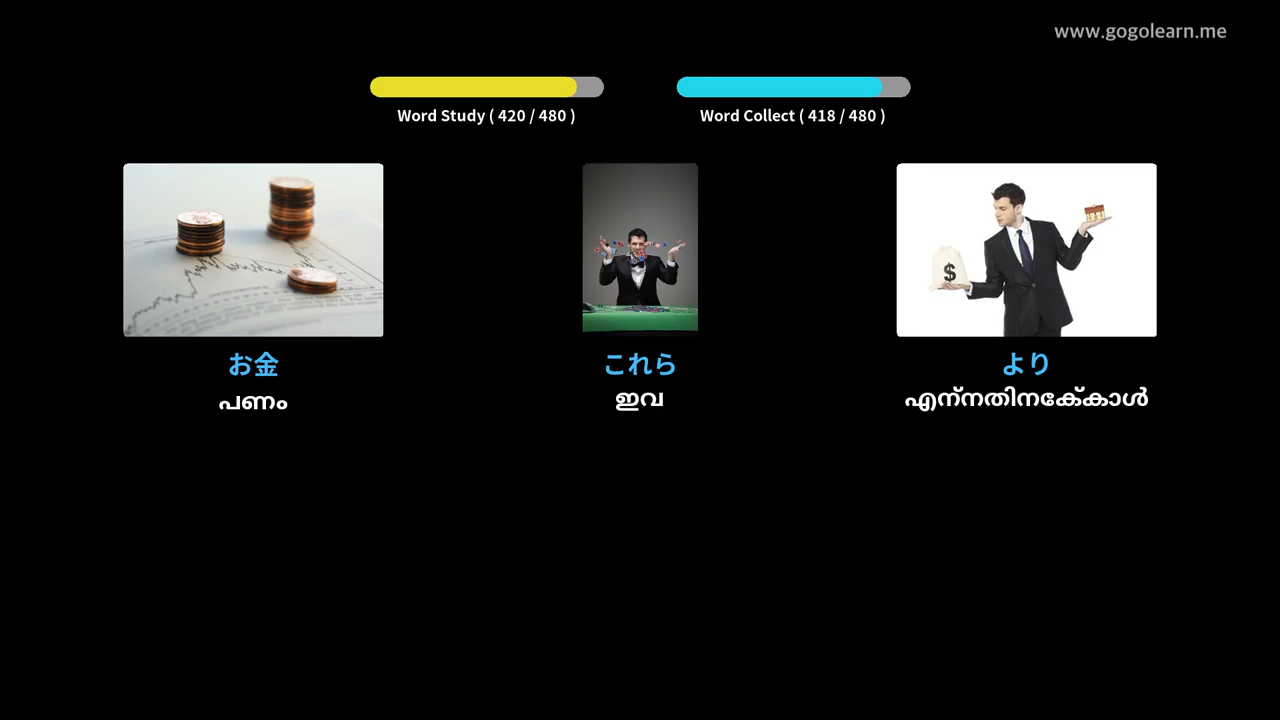 www.gogolearn.me
Word Study ( 420 / 480 )
Word Collect ( 418 / 480 )
$
お金
これら
より
പണം
ഇവ
എന്നതിനേക്കാൾ